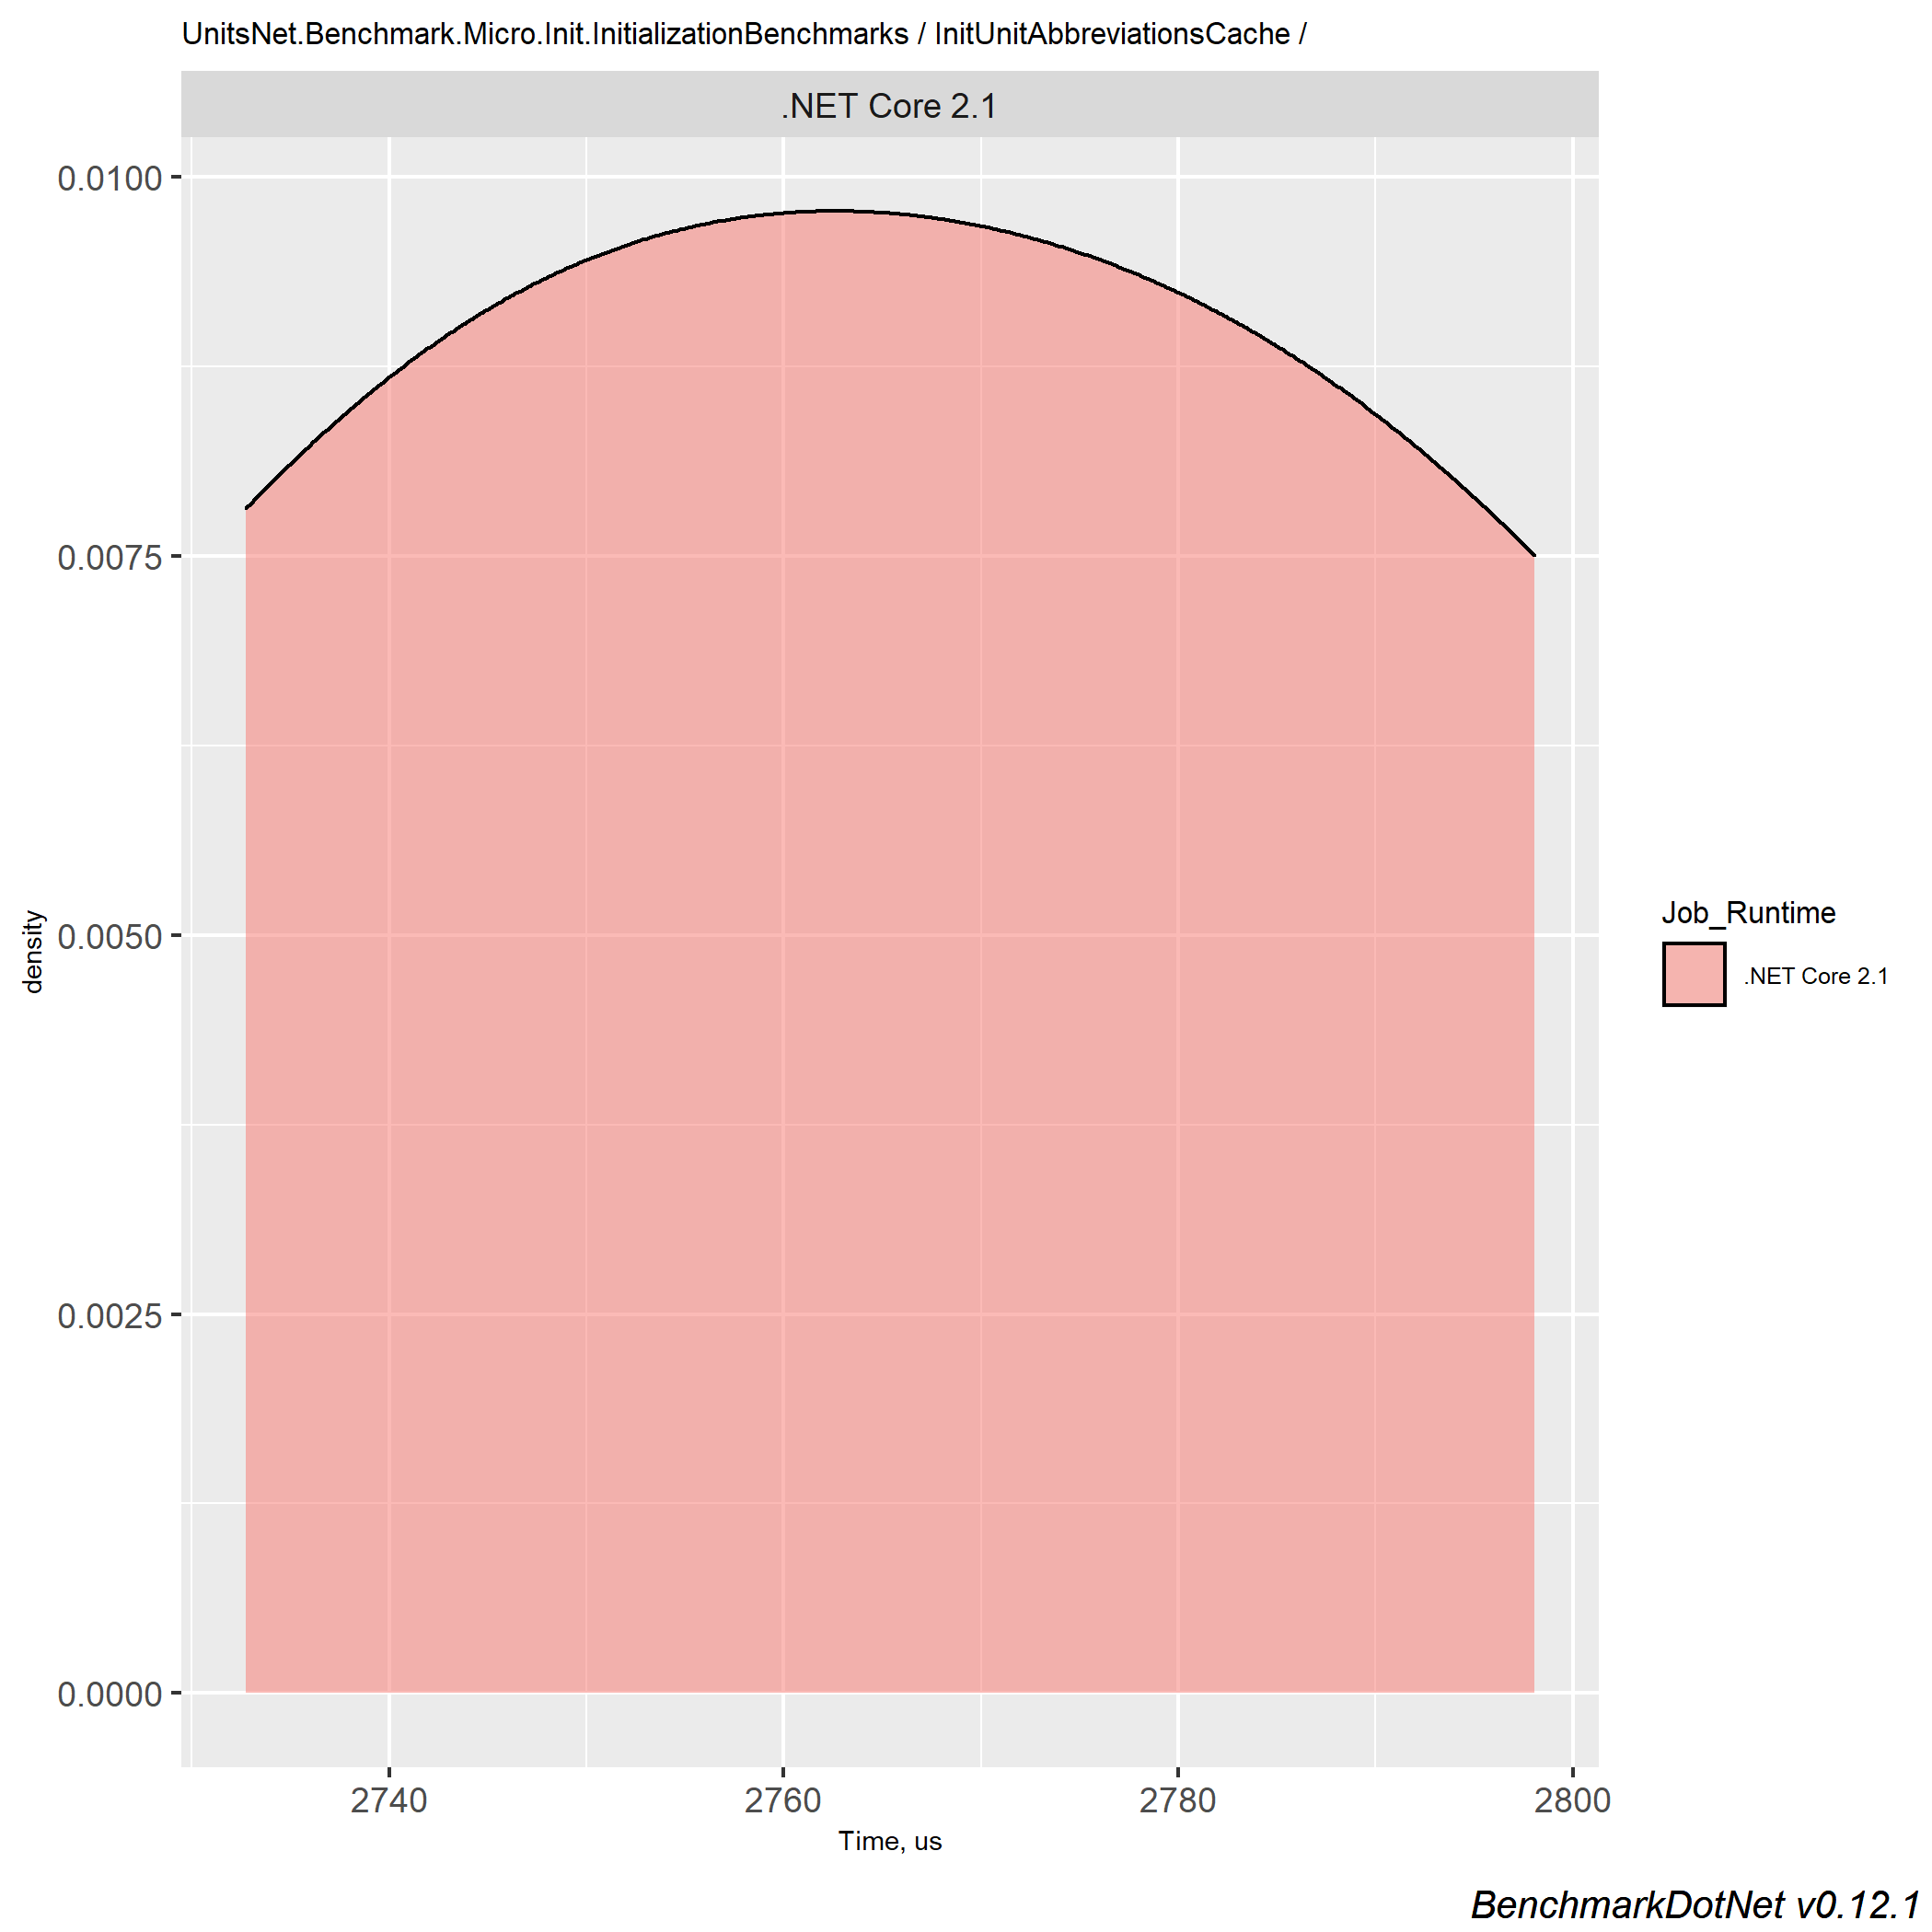 UnitsNet.Benchmark.Micro.Init.InitializationBenchmarks / InitUnitAbbreviationsCache /
.NET Core 2.1
0.0100
0.0075
0.0050
0.0025
0.0000
density
2740
2760
2780
2800
Time, us
Job_Runtime
.NET Core 2.1
BenchmarkDotNet v0.12.1